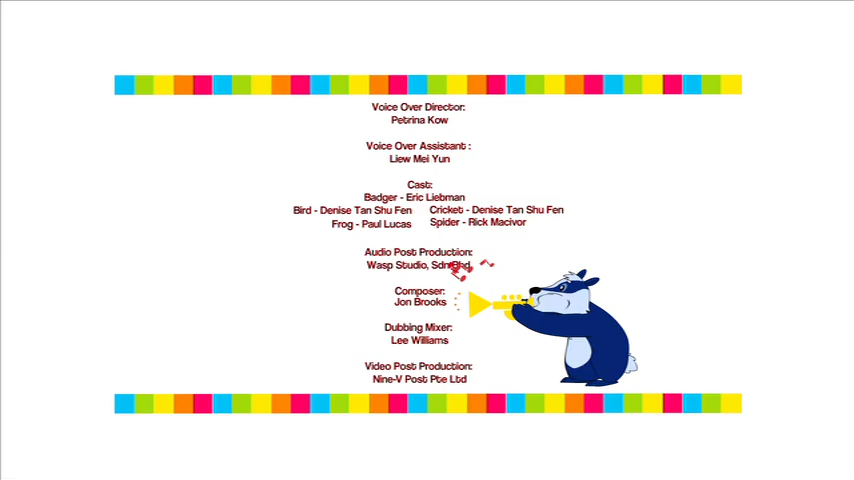 Voice Over Director:
Petrina Kow
Voice Over Assistant :
Liew Mei Yun
Cast:
Badger - Eric Liebman
Bird - Denise Tan Shu Fen Cricket - Denise Tan Shu Fen
Frog - Paul Lucas Spider - Rick Macivor
Audio Post Production:
Wasp Studio, Sdn Bhd
Composer:
Jon Brooks
Dubbing Mixer:
Lee Williams
Video Post Production:
Nine-V Post Pte Ltd